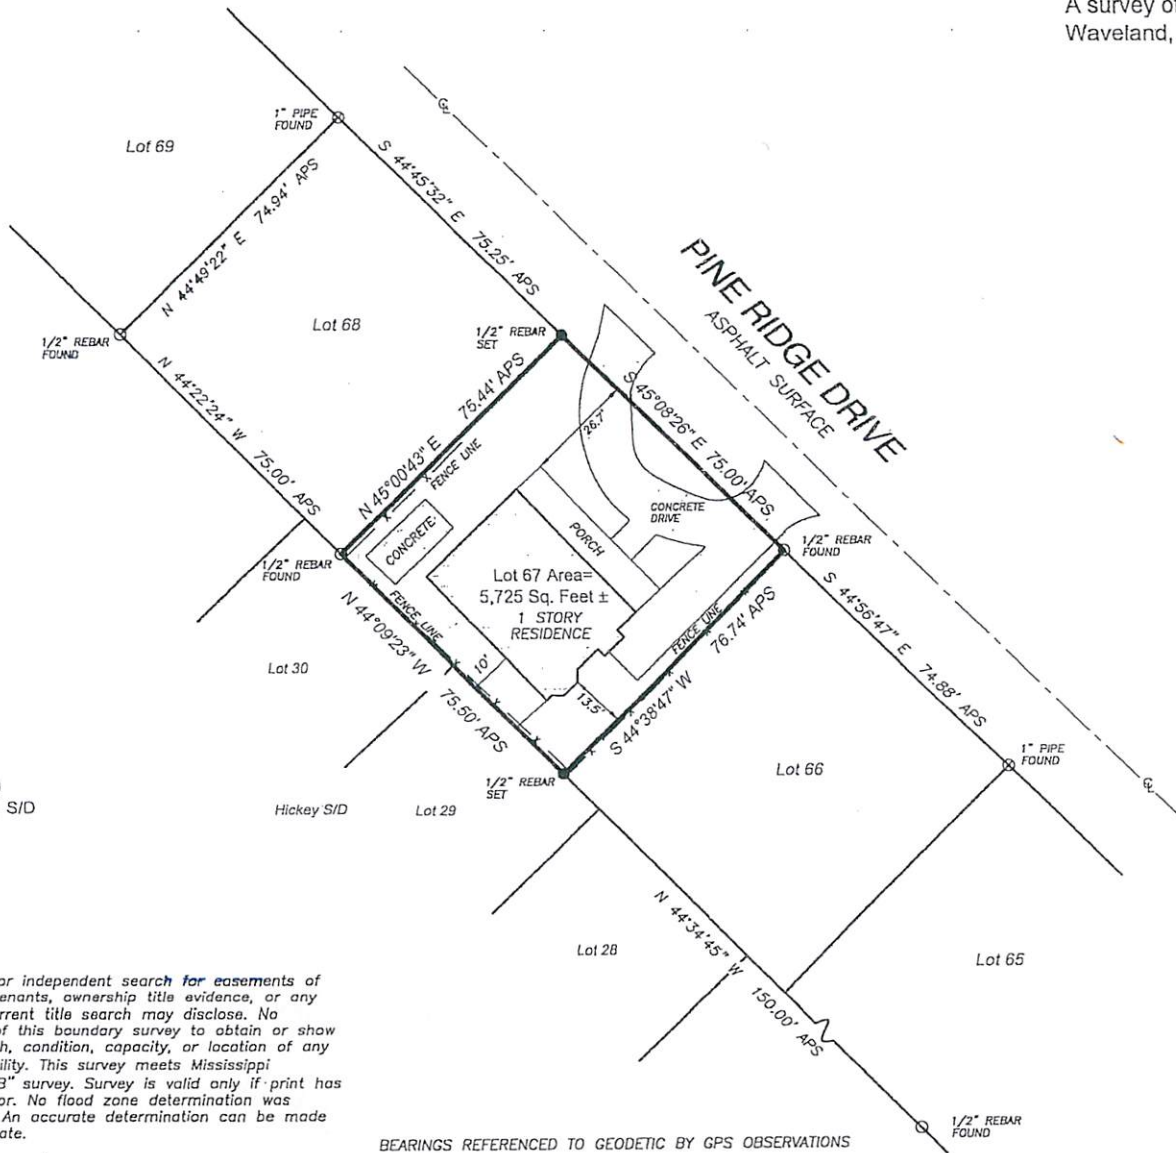 A survey of
Waveland,
1" PIPE
FOUND
Lot 69
S 44°45'32" E 75.25' APS
N 44°49'22" E 74.94' APS
PINE RIDGE DRIVE
ASPHALT SURFACE
Lot 68
1/2" REBAR
SET
1/2" REBAR
FOUND
N 44°22'24" W 75.00' APS
N 45°00'43" E 76.44' APS
FENCE LINE
S 45°08'26" E 75.00' APS
26.7'
CONCRETE
CONCRETE
DRIVE
PORCH
1/2" REBAR
FOUND
1/2" REBAR
FOUND
Lot 67 Area=
5,725 Sq. Feet ±
1 STORY
RESIDENCE
FENCE LINE
N 44°09'23" W 75.50' APS
10'
13.5'
FENCE LINE
S 44°38'47" W 76.74' APS
S 44°56'47" E 74.88' APS
Lot 30
1" PIPE
FOUND
Lot 66
1/2" REBAR
SET
S/D
Hickey S/D
Lot 29
N 44°34'45" W 150.00' APS
Lot 28
Lot 65
or independent search for easements of
enants, ownership title evidence, or any
rrent title search may disclose. No
of this boundary survey to obtain or show
h, condition, capacity, or location of any
ility. This survey meets Mississippi
B" survey. Survey is valid only if print has
or. No flood zone determination was
An accurate determination can be made
ate.
1/2" REBAR
FOUND
BEARINGS REFERENCED TO GEODETIC BY GPS OBSERVATIONS